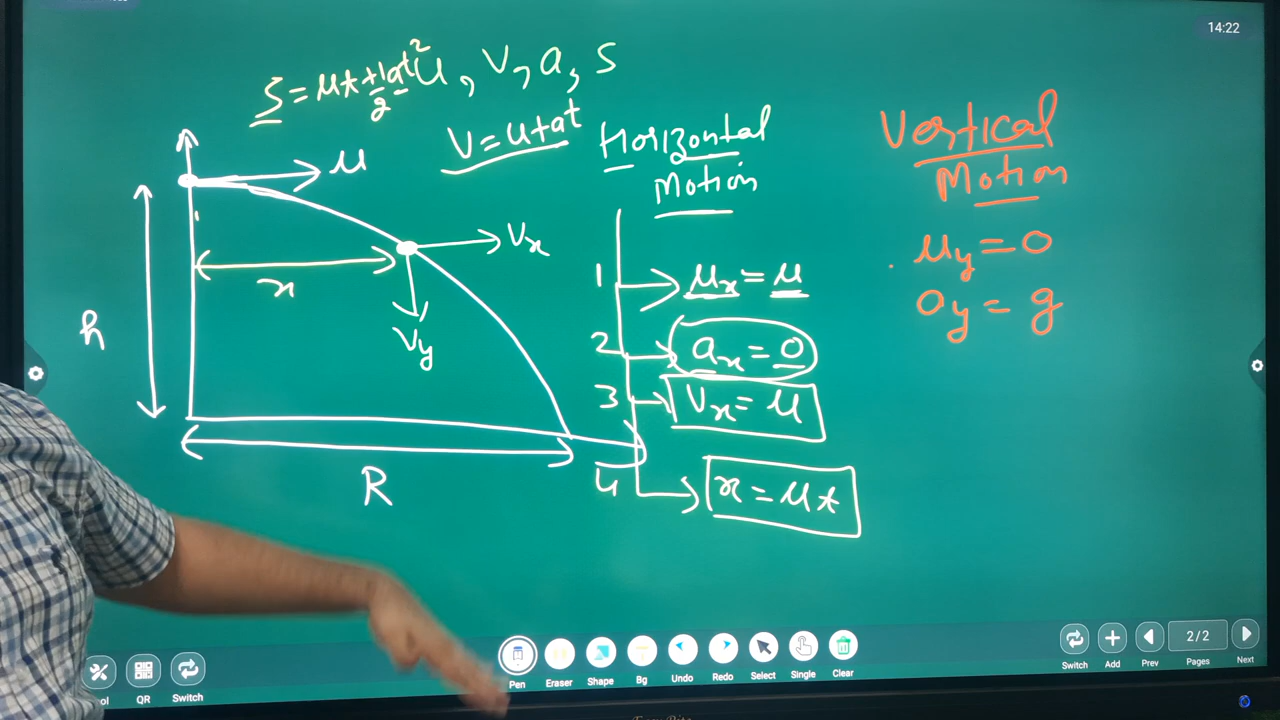 14:22
S = ut + 1/2 at²
u, v, a, s
V = u + at
Horizontal
Motion
Vertical
Motion
u
h
x
Vx
Vy
R
1 ux = u
2 ax = 0
3 Vx = u
4 x = ut
uy = 0
ay = g
QR
Switch
Pen
Eraser
Shape
Bg
Undo
Redo
Select
Single
Clear
Switch
Add
Prev
2/2
Pages
Next